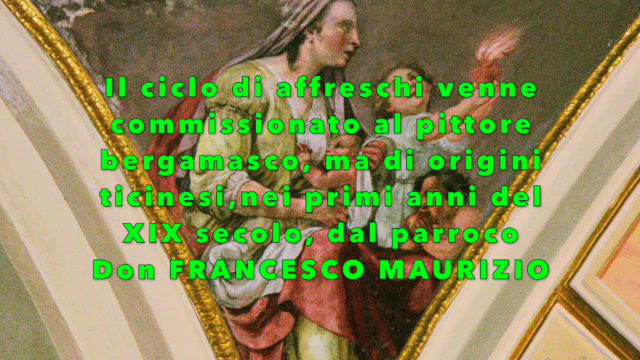 Il ciclo di affreschi venne
commissionato al pittore
bergamasco, ma di origini
ticinesi,nei primi anni del
XIX secolo, dal parroco
Don FRANCESCO MAURIZIO